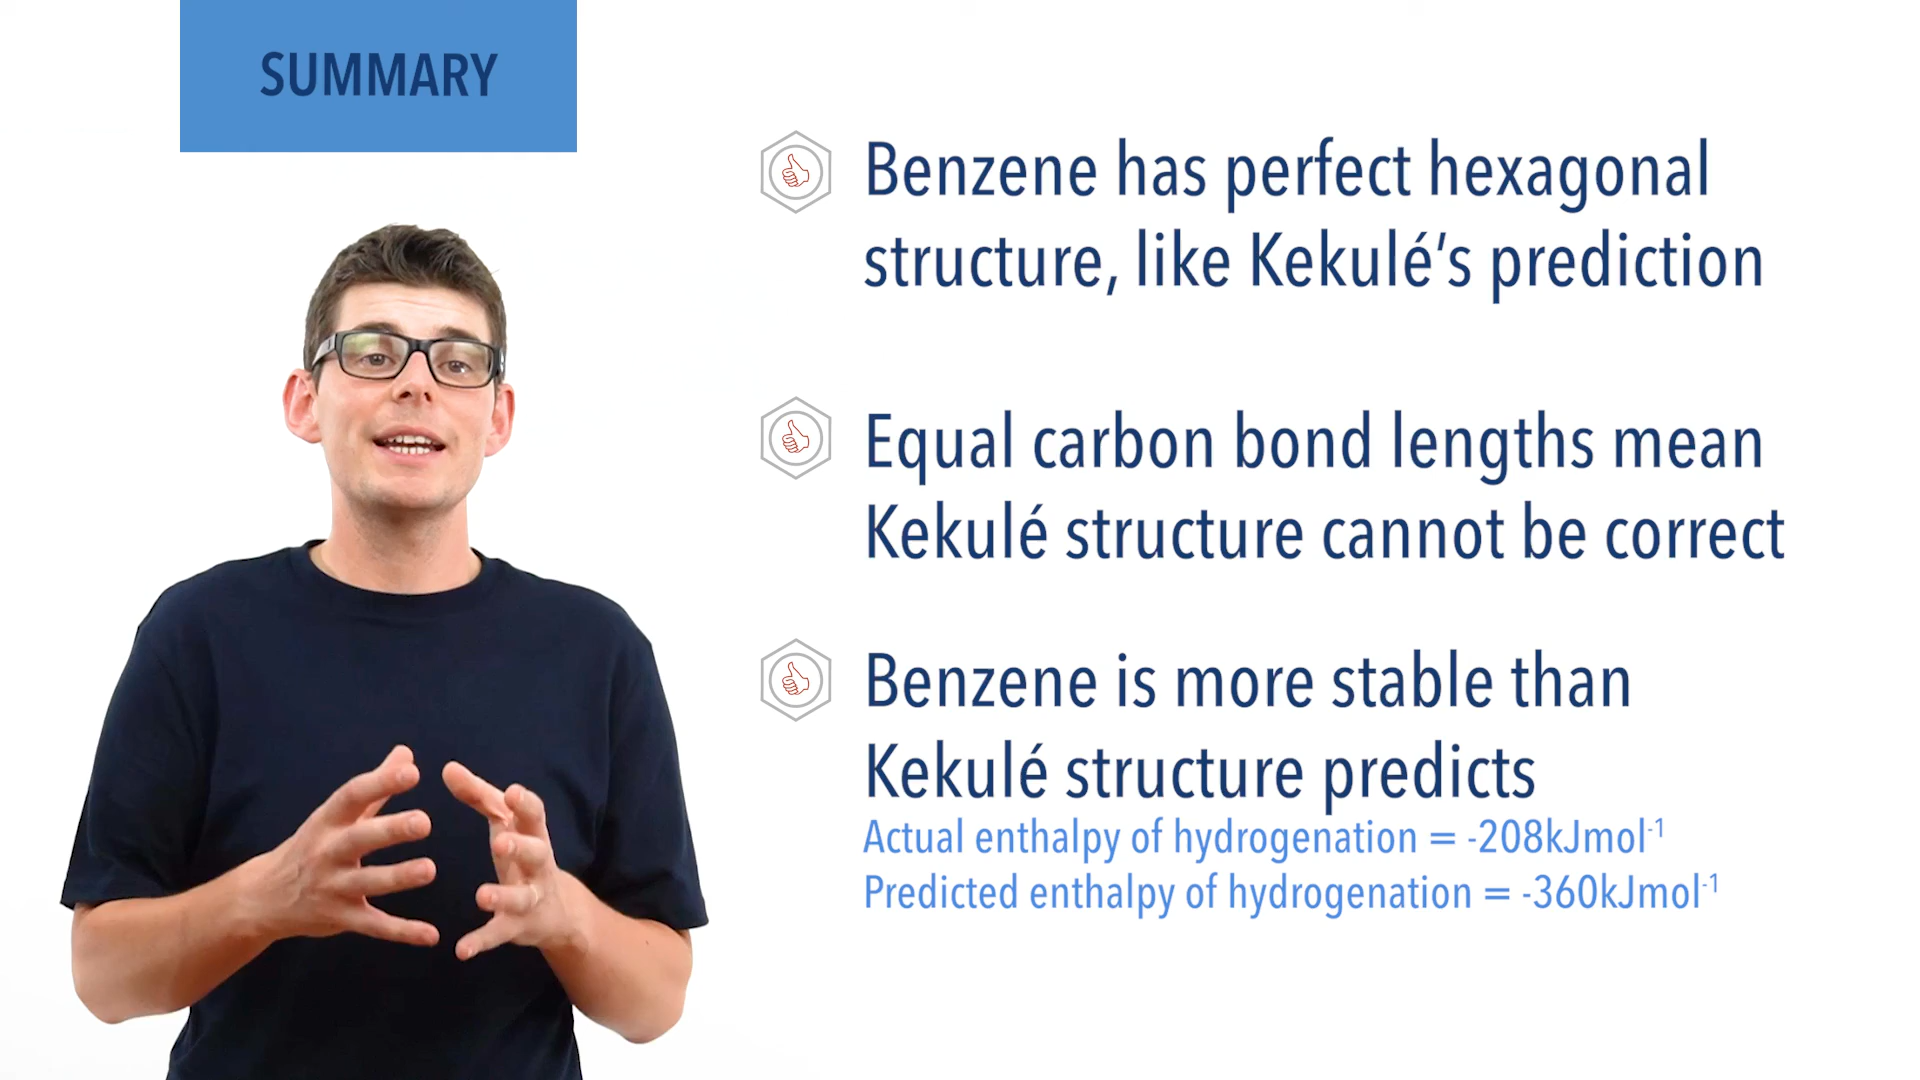 SUMMARY
Benzene has perfect hexagonal
structure, like Kekulé‘s prediction
Equal carbon bond lengths mean
Kekulé structure cannot be correct
Benzene is more stable than
Kekulé structure predicts
Actual enthalpy of hydrogenation = -208kJmol⁻¹
Predicted enthalpy of hydrogenation = -360kJmol⁻¹